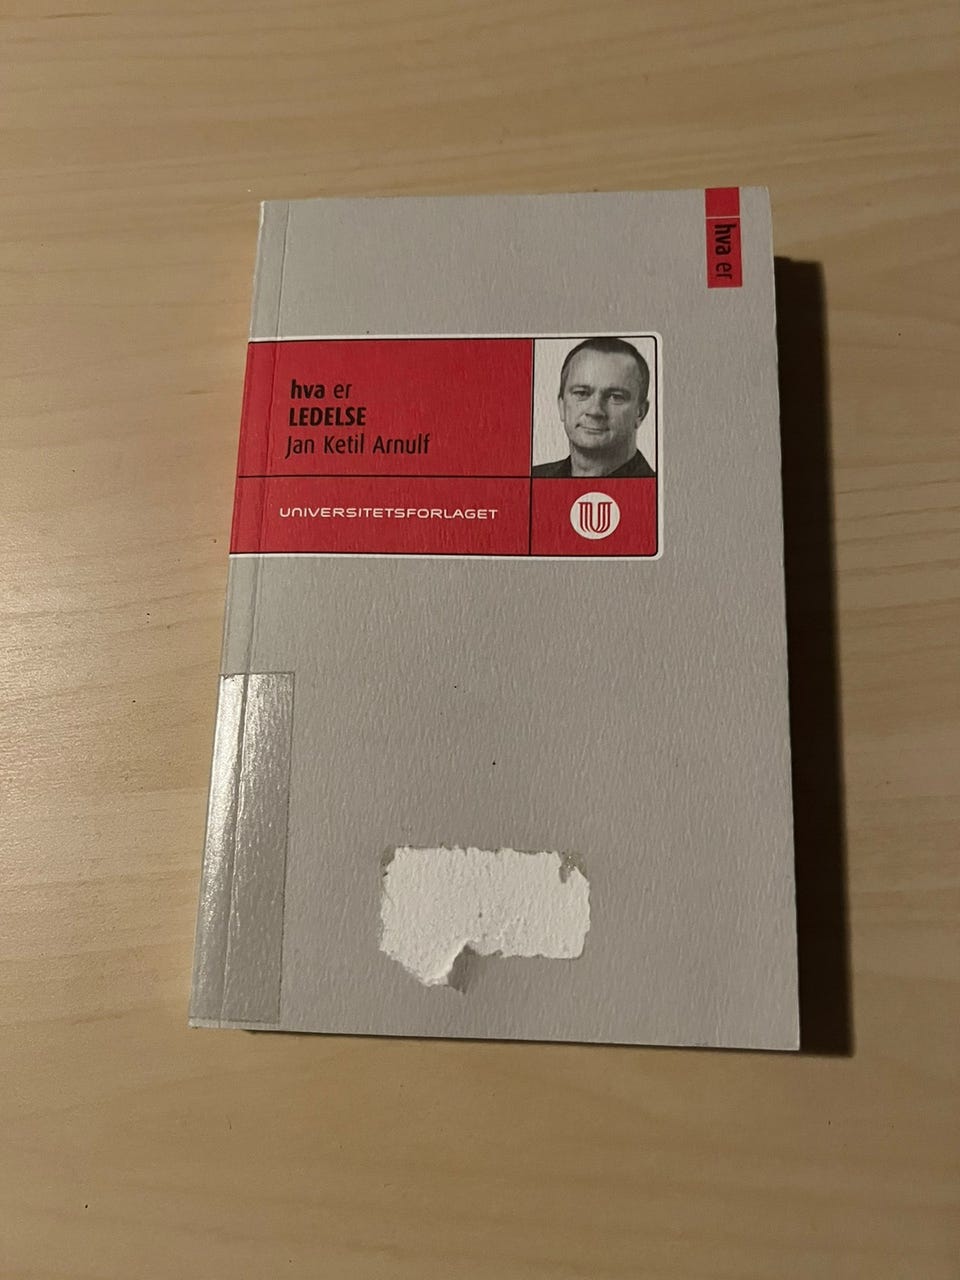 hva er
hva er
LEDELSE
Jan Ketil Arnulf
UNIVERSITETSFORLAGET
U